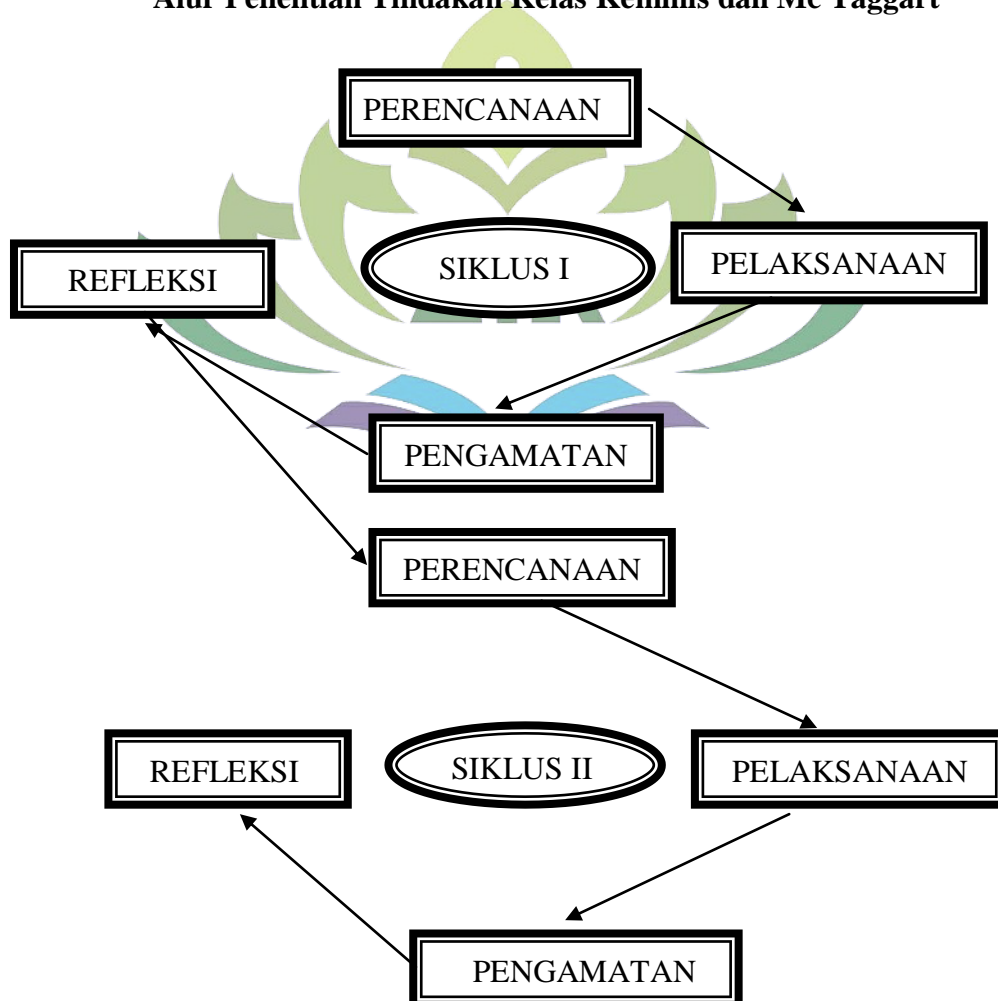 Alur Penelitian Tindakan Kelas Kemmis dan Mc Taggart
PERENCANAAN
SIKLUS I
PELAKSANAAN
REFLEKSI
PENGAMATAN
PERENCANAAN
REFLEKSI
SIKLUS II
PELAKSANAAN
PENGAMATAN